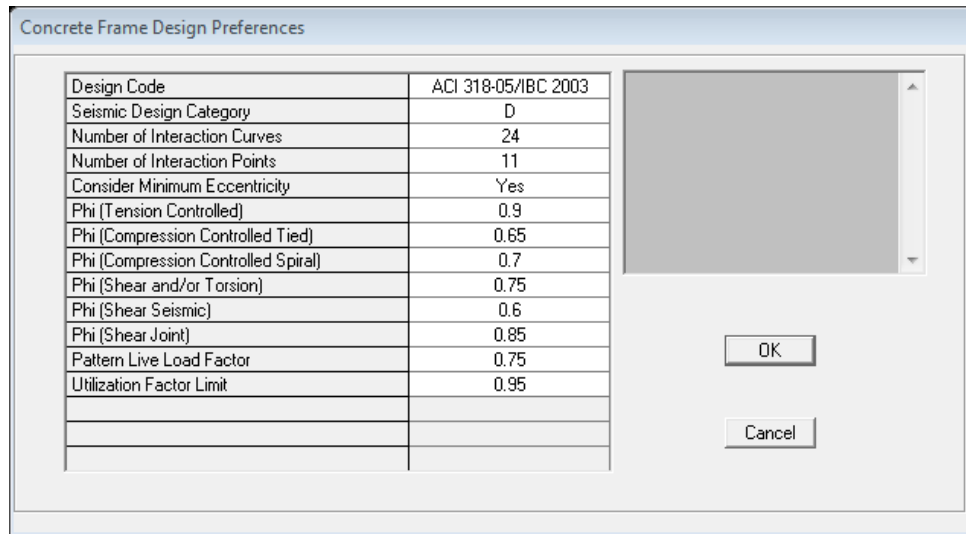 Concrete Frame Design Preferences
Design Code ACI 318-05/IBC 2003
Seismic Design Category D
Number of Interaction Curves 24
Number of Interaction Points 11
Consider Minimum Eccentricity Yes
Phi (Tension Controlled) 0.9
Phi (Compression Controlled Tied) 0.65
Phi (Compression Controlled Spiral) 0.7
Phi (Shear and/or Torsion) 0.75
Phi (Shear Seismic) 0.6
Phi (Shear Joint) 0.85
Pattern Live Load Factor 0.75
Utilization Factor Limit 0.95
OK
Cancel